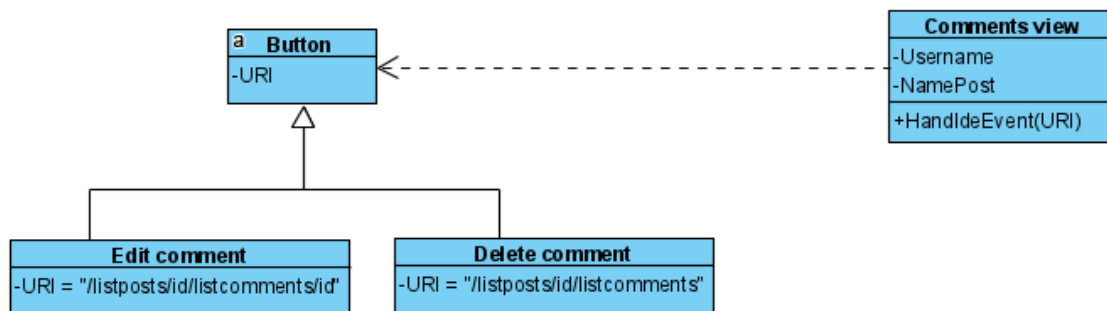 a
Button
-URI
Comments view
-Username
-NamePost
+HandIdeEvent(URI)
Edit comment
-URI = "/listposts/id/listcomments/id"
Delete comment
-URI = "/listposts/id/listcomments"